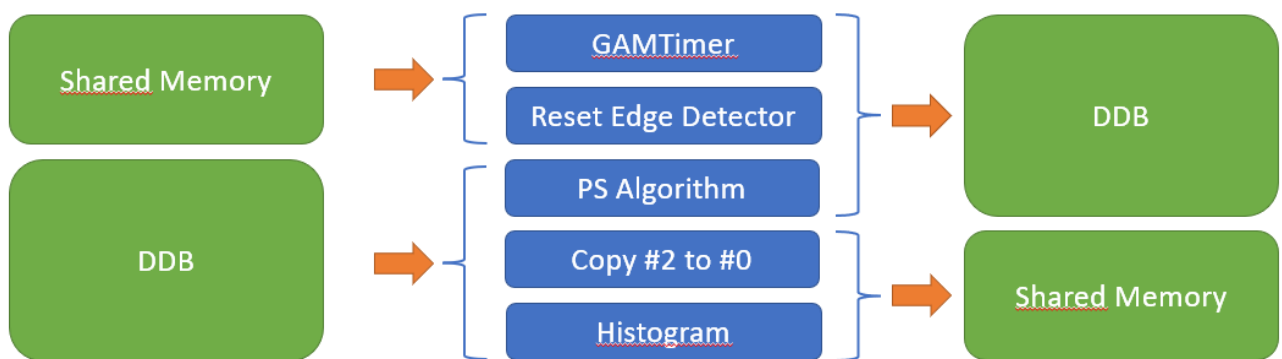 Shared Memory
DDB
GAMTimer
Reset Edge Detector
PS Algorithm
Copy #2 to #0
Histogram
DDB
Shared Memory